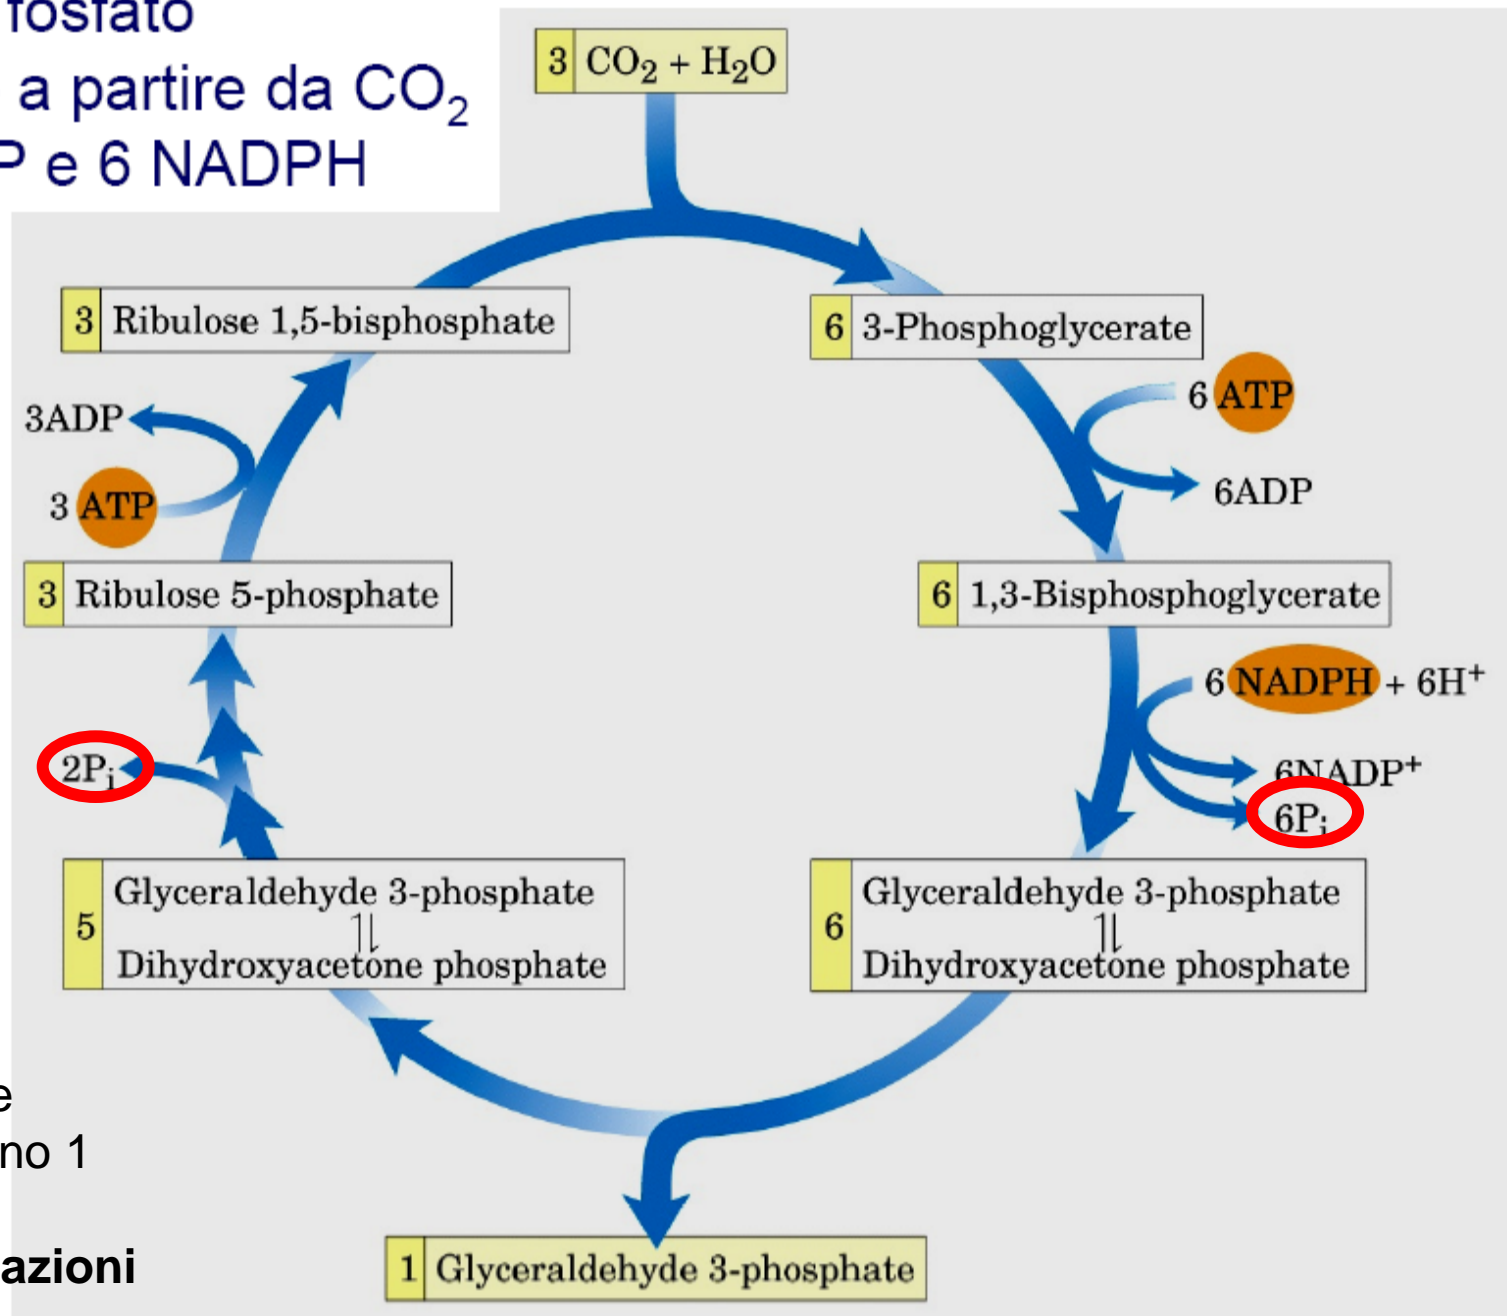 fosfato
a partire da CO₂
P e 6 NADPH
3 CO₂ + H₂O
3 Ribulose 1,5-bisphosphate
6 3-Phosphoglycerate
6 ATP
6ADP
3ADP
3 ATP
3 Ribulose 5-phosphate
6 1,3-Bisphosphoglycerate
6 NADPH + 6H⁺
6NADP⁺
6Pᵢ
2Pᵢ
5 Glyceraldehyde 3-phosphate
⥮
Dihydroxyacetone phosphate
6 Glyceraldehyde 3-phosphate
⥮
Dihydroxyacetone phosphate
e
no 1
azioni
1 Glyceraldehyde 3-phosphate